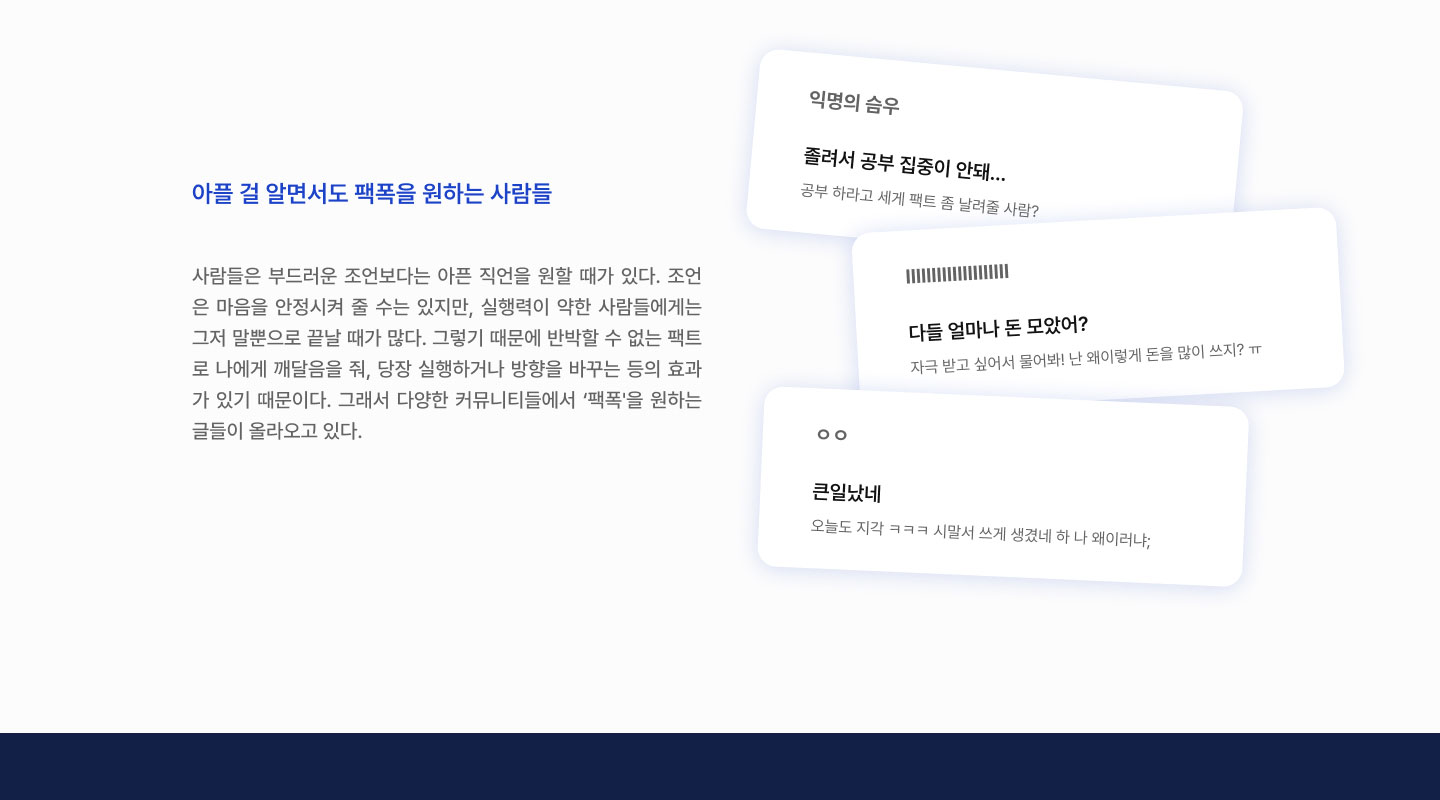 아플 걸 알면서도 팩폭을 원하는 사람들
사람들은 부드러운 조언보다는 아픈 직언을 원할 때가 있다. 조언
은 마음을 안정시켜 줄 수는 있지만, 실행력이 약한 사람들에게는
그저 말뿐으로 끝날 때가 많다. 그렇기 때문에 반박할 수 없는 팩트
로 나에게 깨달음을 줘, 당장 실행하거나 방향을 바꾸는 등의 효과
가 있기 때문이다. 그래서 다양한 커뮤니티들에서 ‘팩폭'을 원하는
글들이 올라오고 있다.
익명의 슴우
졸려서 공부 집중이 안돼...
공부 하라고 세게 팩트 좀 날려줄 사람?
다들 얼마나 돈 모았어?
자극 받고 싶어서 물어봐! 난 왜이렇게 돈을 많이 쓰지? ㅠ
ㅇㅇ
큰일났네
오늘도 지각 ㅋㅋㅋ 시말서 쓰게 생겼네 하 나 왜이러냐;